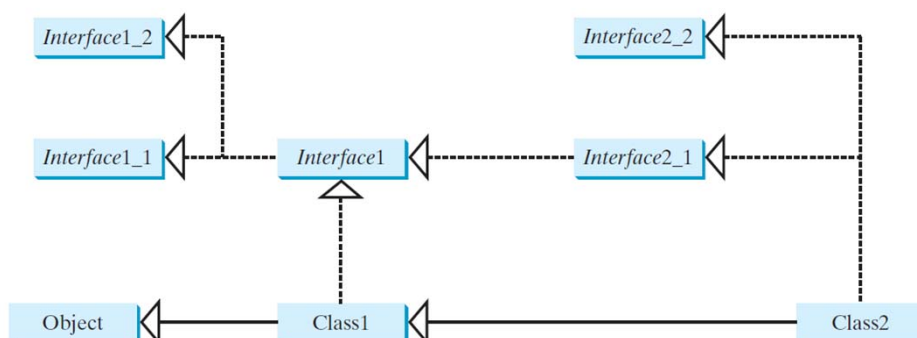 Interface1_2
Interface2_2
Interface1_1
Interface1
Interface2_1
Object
Class1
Class2